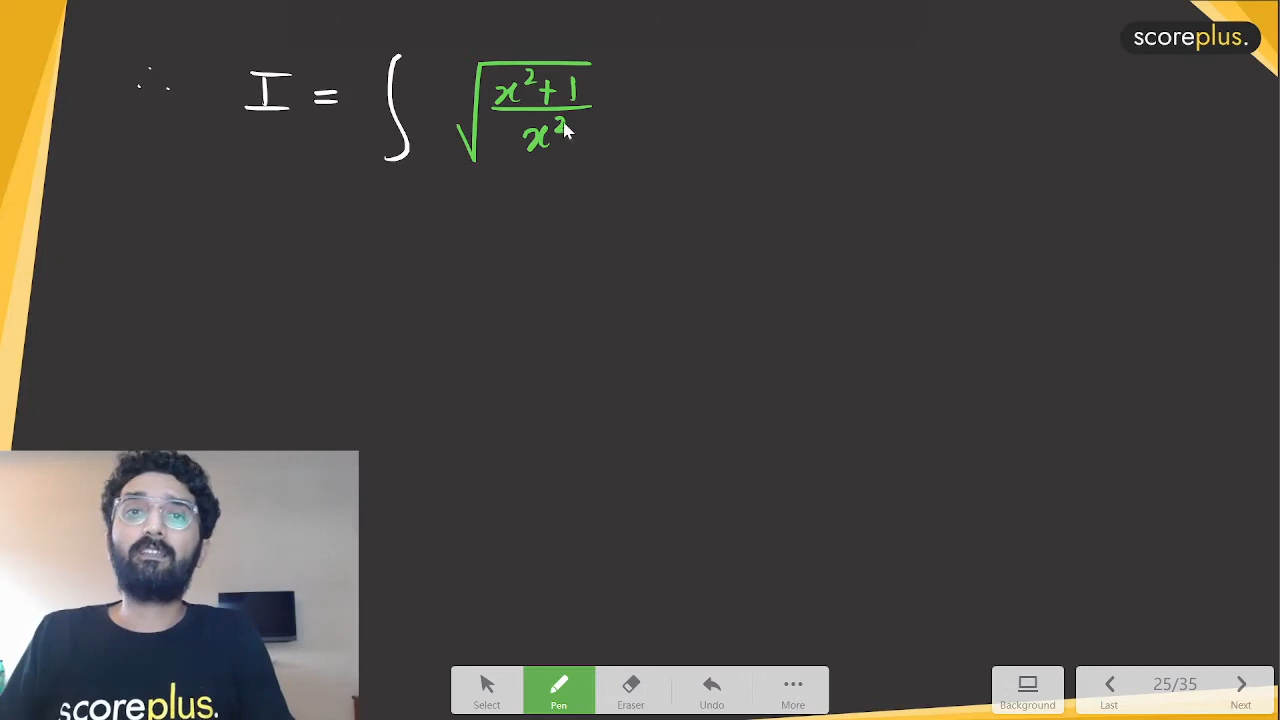 scoreplus.
∴ I = ∫ √((x²+1)/x²)
scoreplus.
Select
Pen
Eraser
Undo
More
Background
Last
25/35
Next